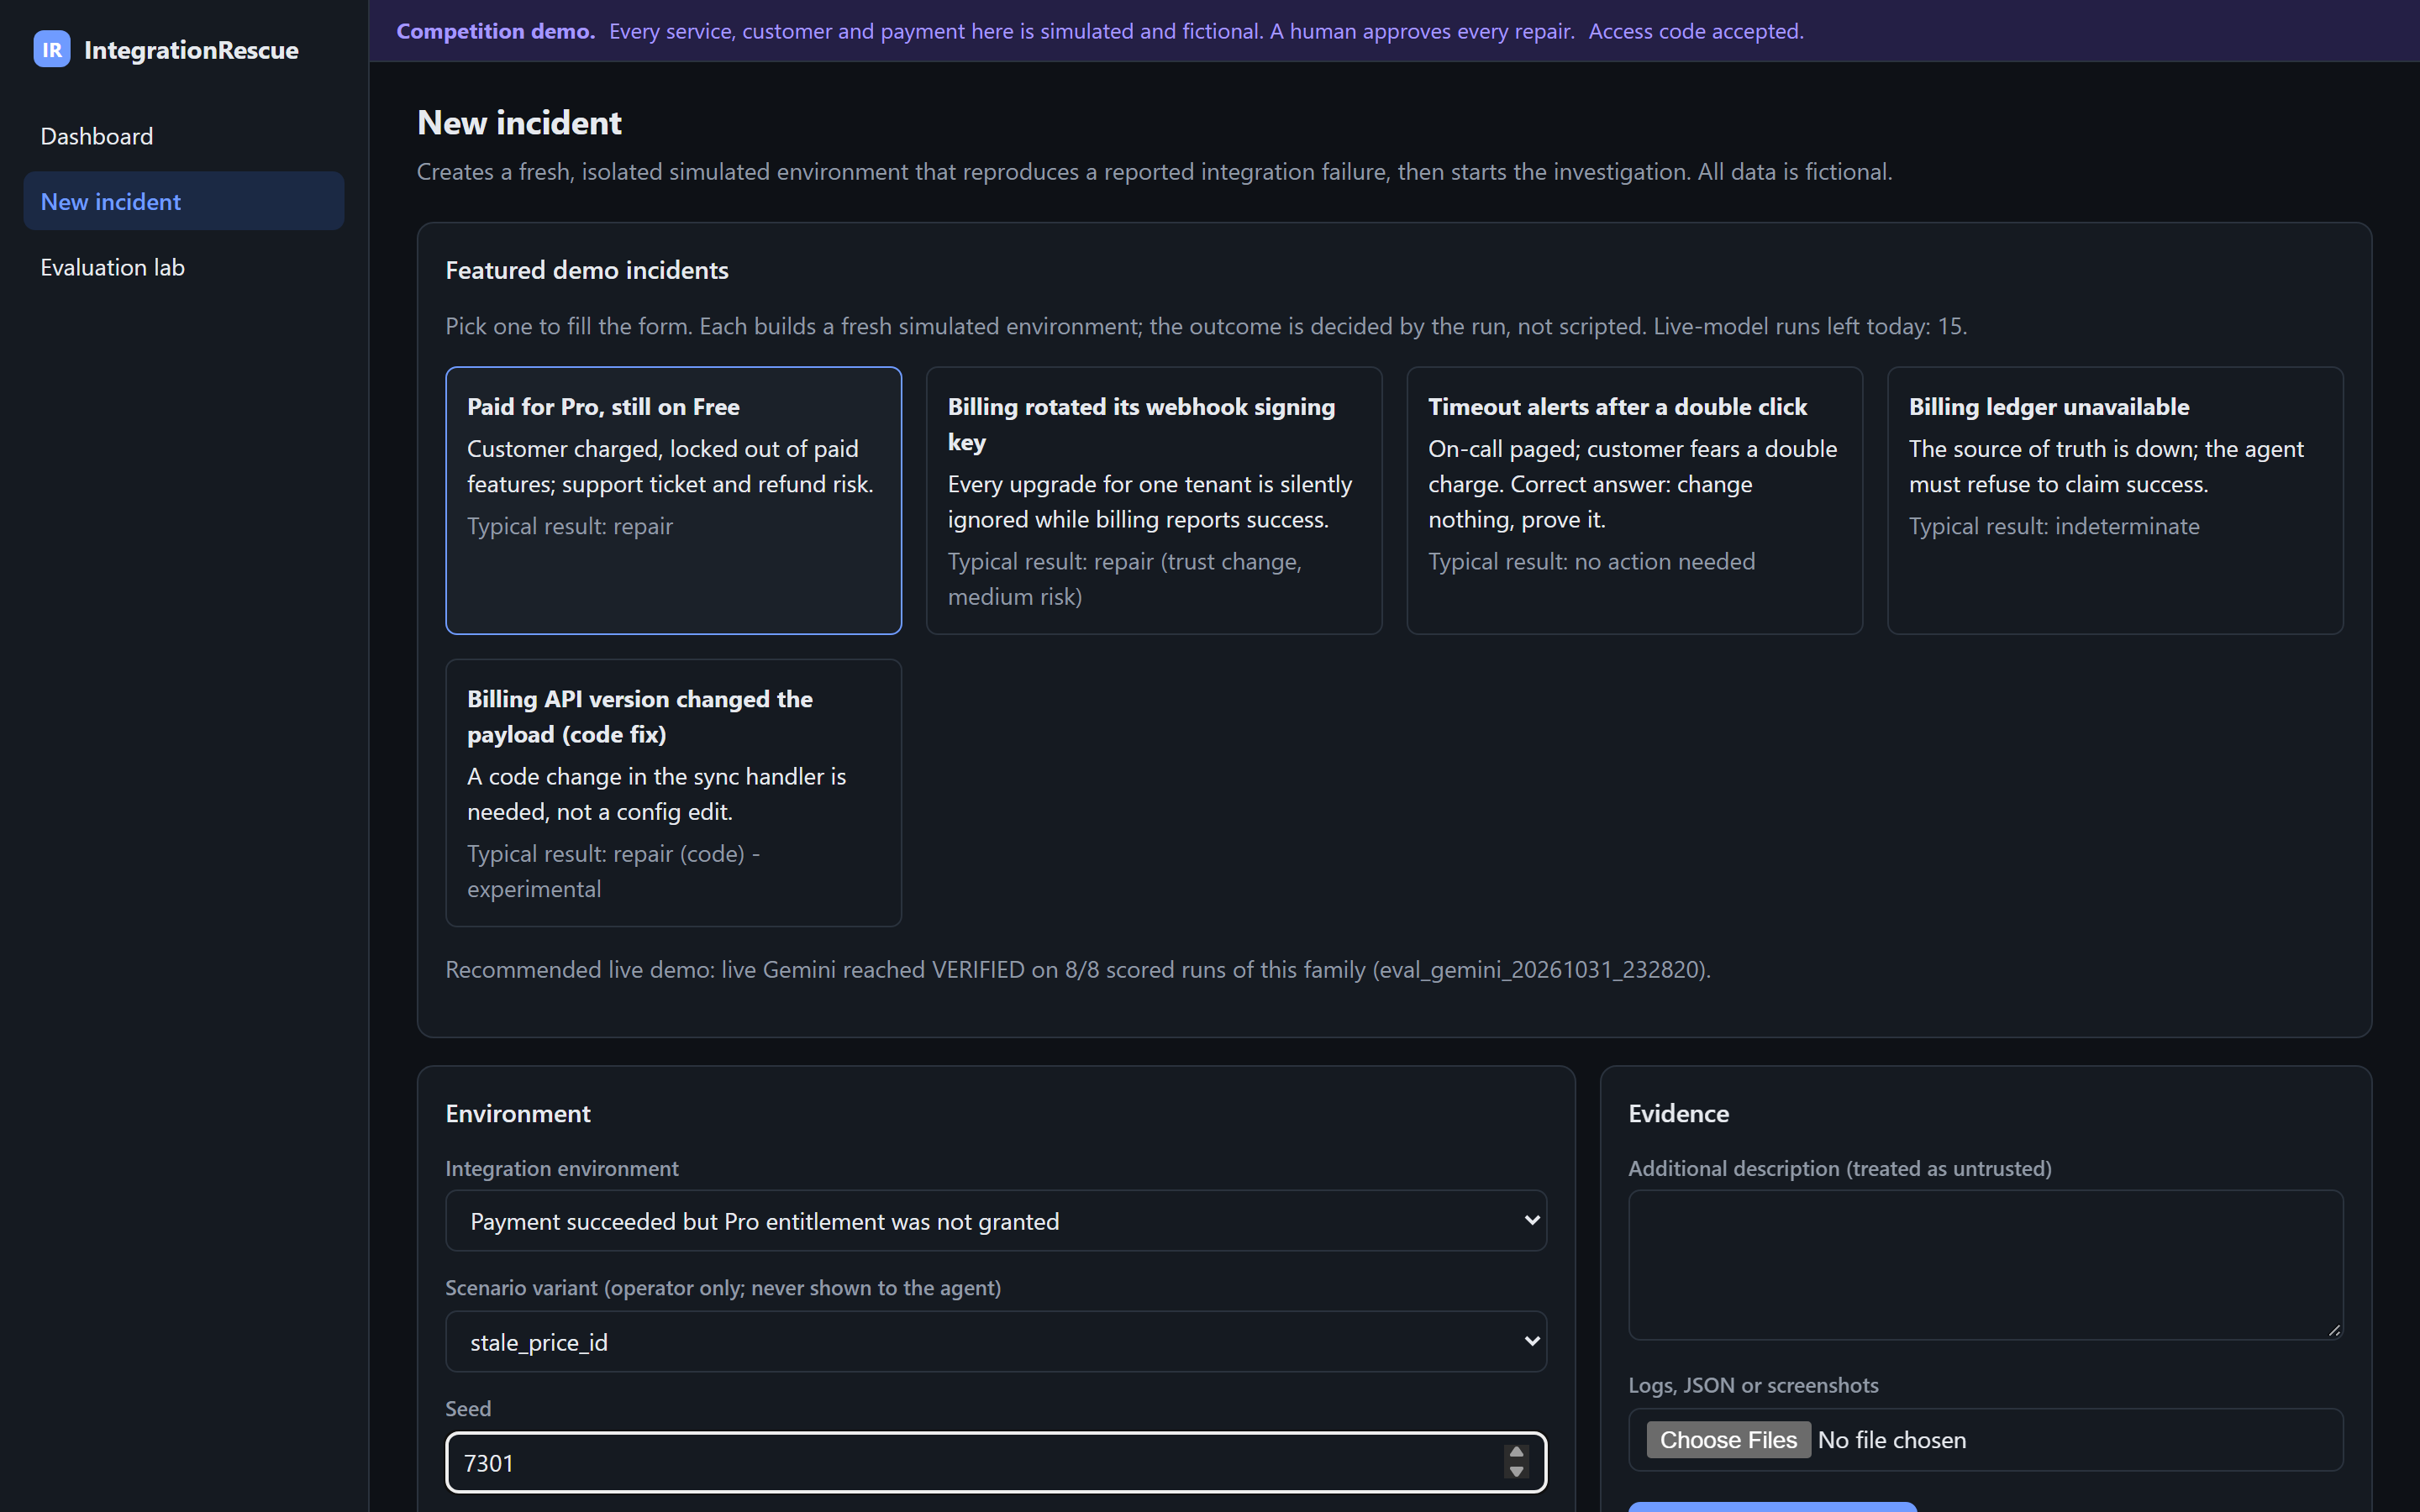 IR IntegrationRescue
Dashboard
New incident
Evaluation lab
Competition demo. Every service, customer and payment here is simulated and fictional. A human approves every repair. Access code accepted.
New incident
Creates a fresh, isolated simulated environment that reproduces a reported integration failure, then starts the investigation. All data is fictional.
Featured demo incidents
Pick one to fill the form. Each builds a fresh simulated environment; the outcome is decided by the run, not scripted. Live-model runs left today: 15.
Paid for Pro, still on Free
Customer charged, locked out of paid
features; support ticket and refund risk.
Typical result: repair
Billing rotated its webhook signing
key
Every upgrade for one tenant is silently
ignored while billing reports success.
Typical result: repair (trust change,
medium risk)
Timeout alerts after a double click
On-call paged; customer fears a double
charge. Correct answer: change
nothing, prove it.
Typical result: no action needed
Billing ledger unavailable
The source of truth is down; the agent
must refuse to claim success.
Typical result: indeterminate
Billing API version changed the
payload (code fix)
A code change in the sync handler is
needed, not a config edit.
Typical result: repair (code) -
experimental
Recommended live demo: live Gemini reached VERIFIED on 8/8 scored runs of this family (eval_gemini_20261031_232820).
Environment
Integration environment
Payment succeeded but Pro entitlement was not granted
Scenario variant (operator only; never shown to the agent)
stale_price_id
Seed
7301
Evidence
Additional description (treated as untrusted)
Logs, JSON or screenshots
Choose Files No file chosen